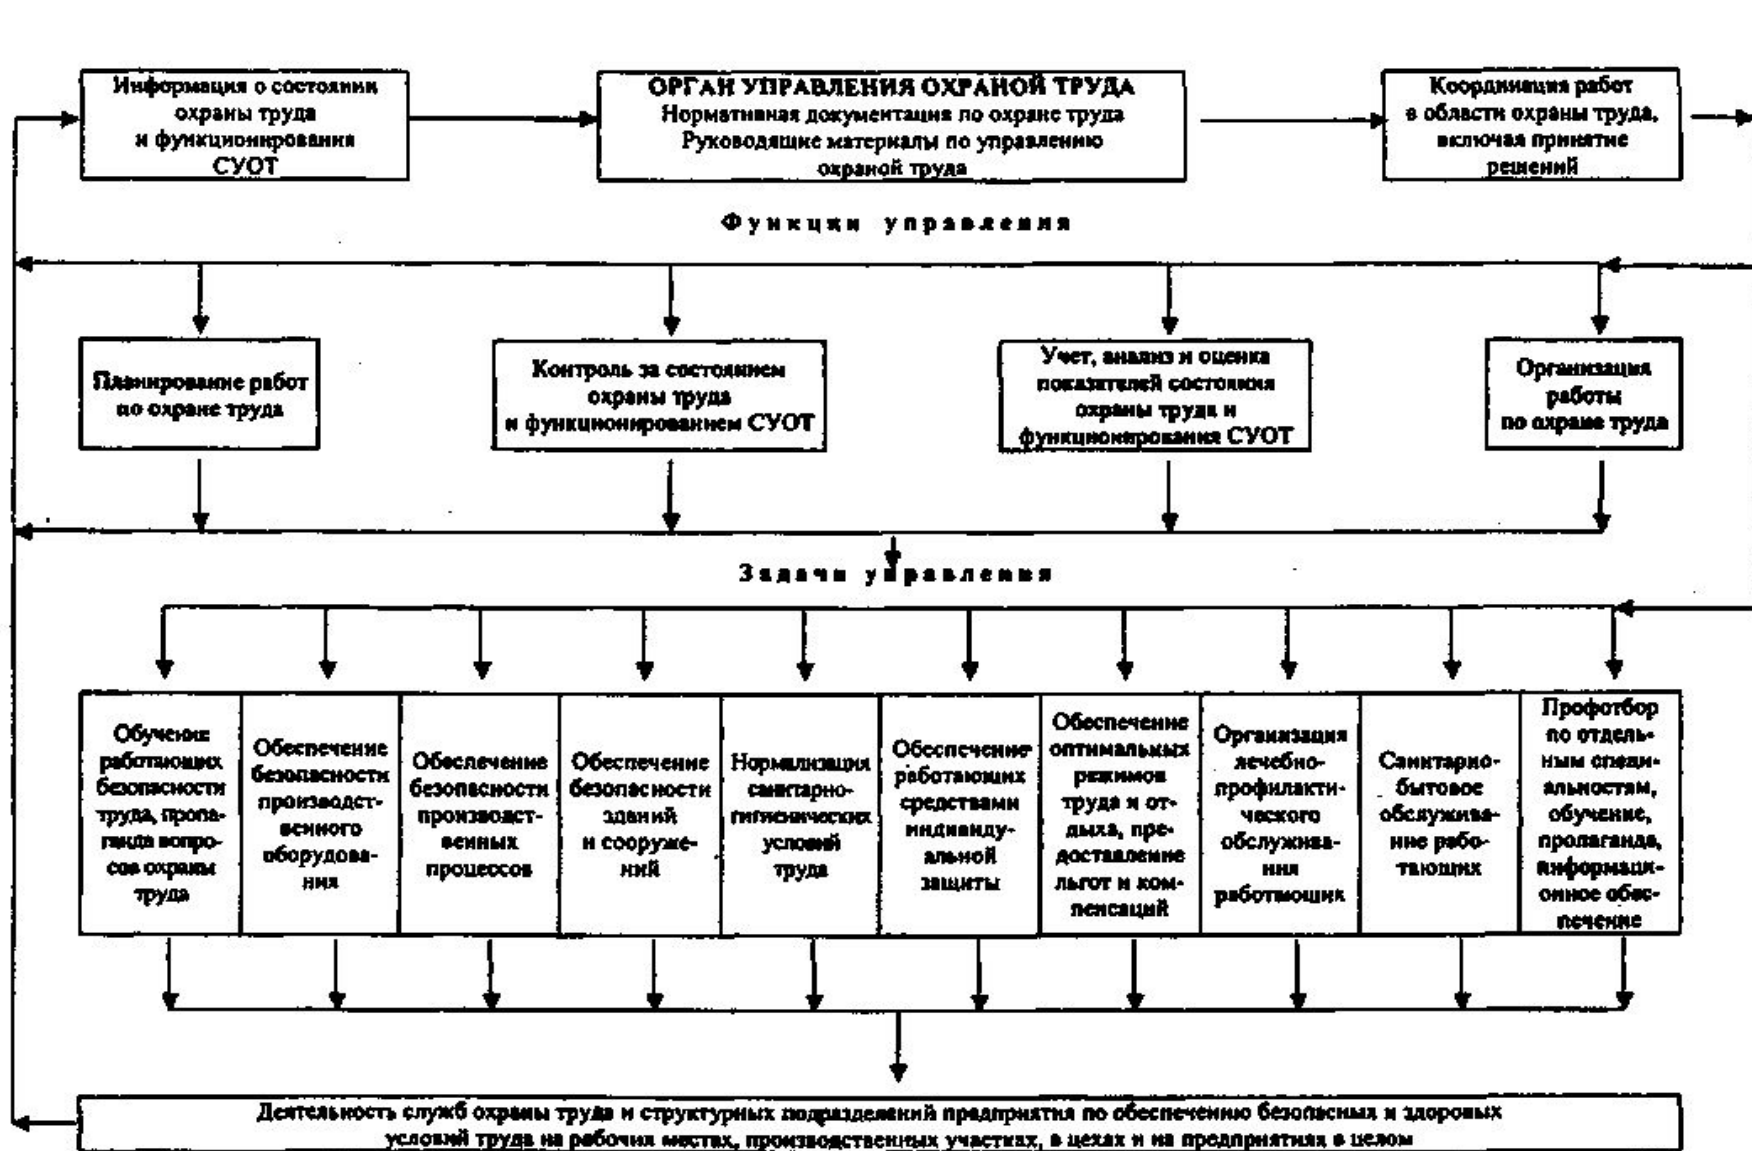 Информация о состоянии
охраны труда
и функционирования
СУОТ
ОРГАН УПРАВЛЕНИЯ ОХРАНОЙ ТРУДА
Нормативная документация по охране труда
Руководящие материалы по управлению
охраной труда
Координация работ
в области охраны труда,
включая принятие
решений
Функции управления
Планирование работ
по охране труда
Контроль за состоянием
охраны труда
и функционированием СУОТ
Учет, анализ и оценка
показателей состояния
охраны труда и
функционирования СУОТ
Организация
работы
по охране труда
Задачи управления
Обучение
работающих
безопасности
труда, пропа-
ганда вопро-
сов охраны
труда
Обеспечение
безопасности
производст-
венного
оборудова-
ния
Обеспечение
безопасности
производст-
венных
процессов
Обеспечение
безопасности
зданий
и сооруже-
ний
Нормализация
санитарно-
гигиенических
условий
труда
Обеспечение
работающих
средствами
индивиду-
альной
защиты
Обеспечение
оптимальных
режимов
труда и от-
дыха, пре-
доставление
льгот и ком-
пенсаций
Организация
лечебно-
профилакти-
ческого
обслужива-
ния
работающих
Санитарно-
бытовое
обслужива-
ние рабо-
тающих
Профотбор
по отдель-
ным специ-
альностям,
обучение,
пропаганда,
информаци-
онное обес-
печение
Деятельность служб охраны труда и структурных подразделений предприятия по обеспечению безопасных и здоровых
условий труда на рабочих местах, производственных участках, в цехах и на предприятиях в целом